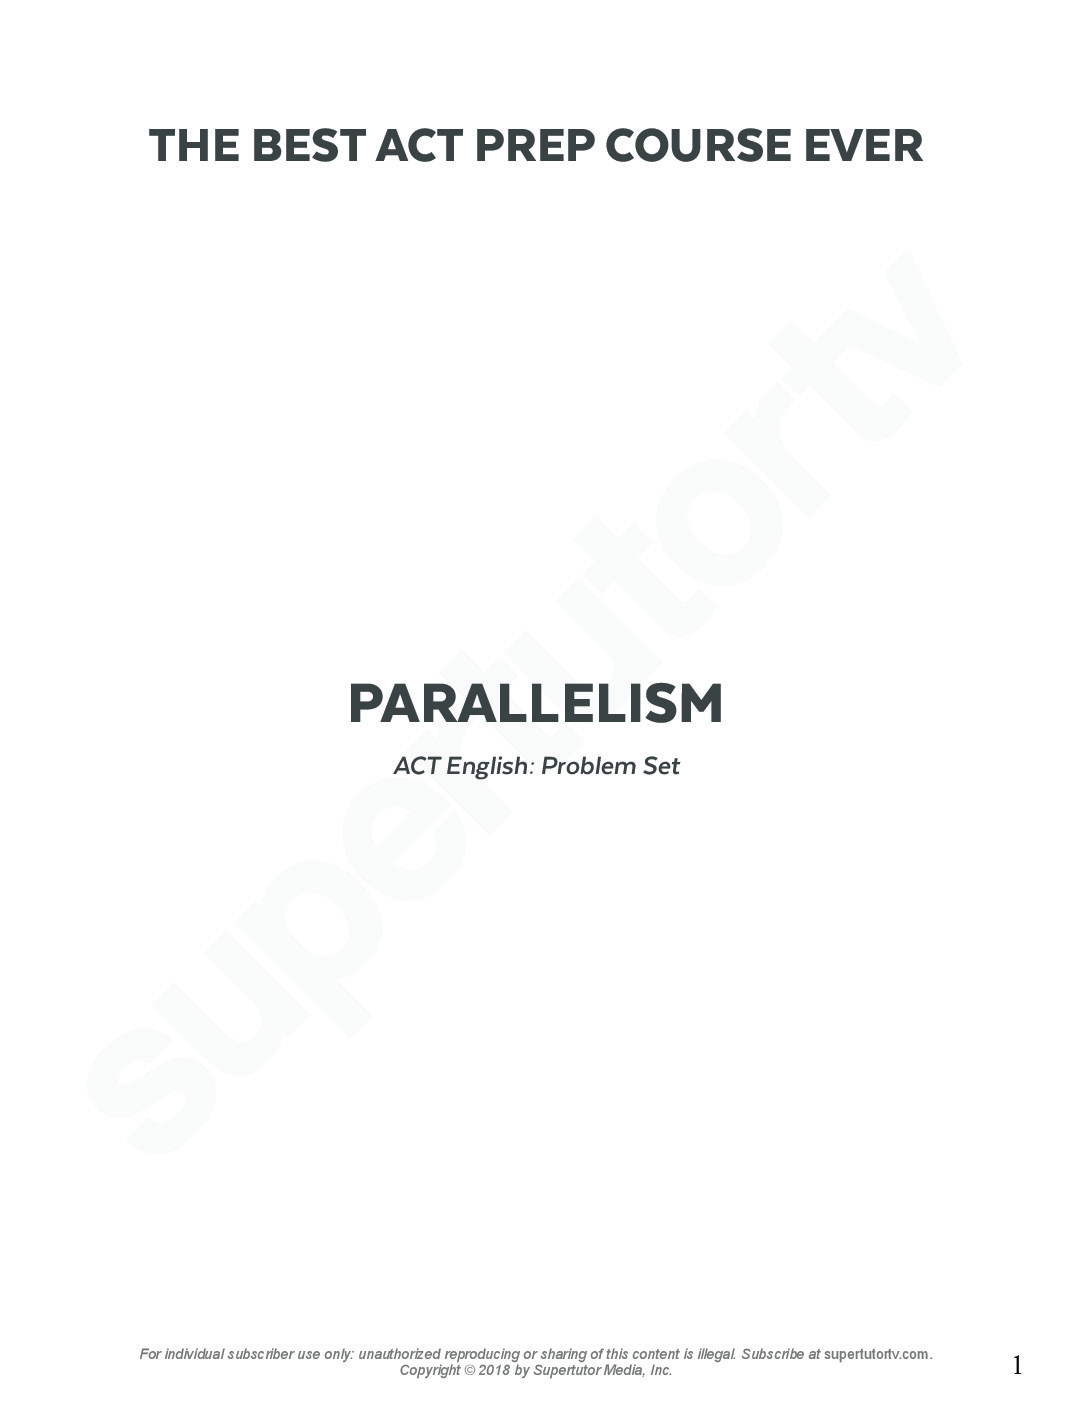 THE BEST ACT PREP COURSE EVER
supertutortv
PARALLELISM
ACT English: Problem Set
For individual subscriber use only: unauthorized reproducing or sharing of this content is illegal. Subscribe at supertutortv.com.
Copyright © 2018 by Supertutor Media, Inc.
1